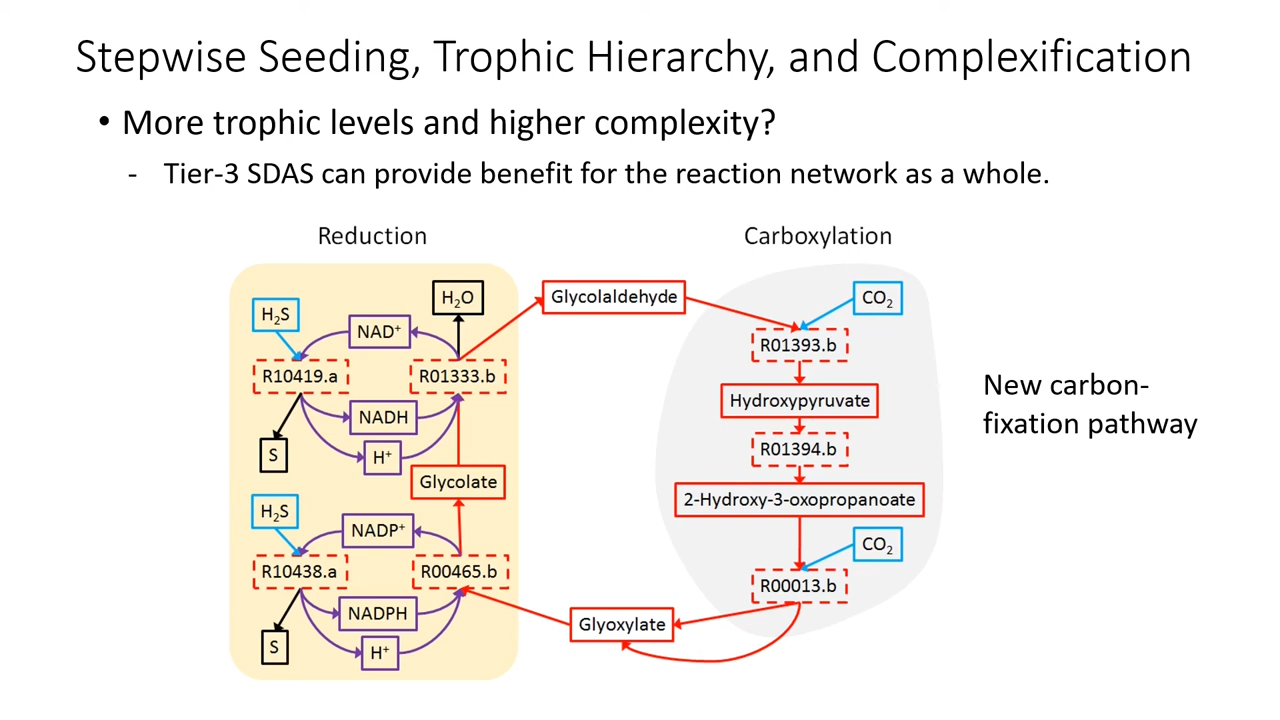 Stepwise Seeding, Trophic Hierarchy, and Complexification
• More trophic levels and higher complexity?
- Tier-3 SDAS can provide benefit for the reaction network as a whole.
Reduction
Carboxylation
H₂S
NAD⁺
H₂O
R10419.a
R01333.b
NADH
H⁺
S
Glycolate
H₂S
NADP⁺
R10438.a
R00465.b
NADPH
H⁺
S
Glycolaldehyde
CO₂
R01393.b
Hydroxypyruvate
R01394.b
2-Hydroxy-3-oxopropanoate
CO₂
R00013.b
Glyoxylate
New carbon-
fixation pathway